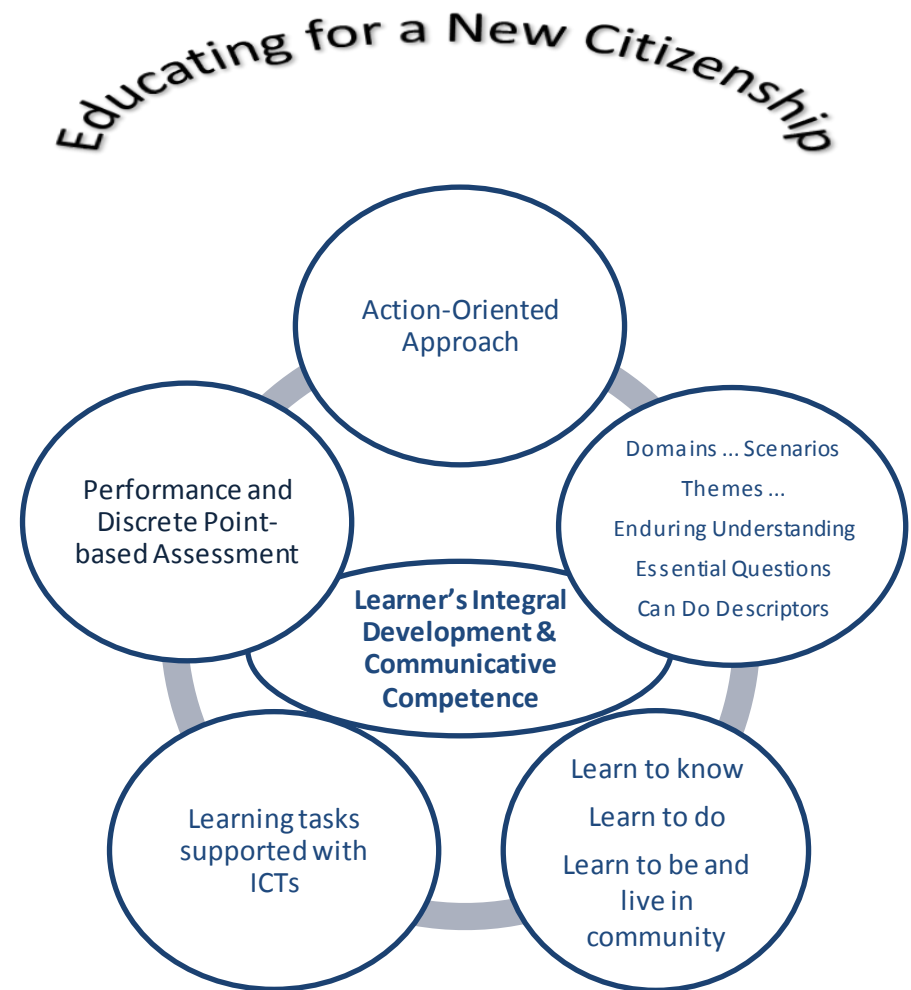 Educating for a New Citizenship
Action-Oriented
Approach
Domains ... Scenarios
Themes ...
Enduring Understanding
Essential Questions
Can Do Descriptors
Performance and
Discrete Point-
based Assessment
Learner’s Integral
Development &
Communicative
Competence
Learn to know
Learn to do
Learn to be and
live in
community
Learning tasks
supported with
ICTs